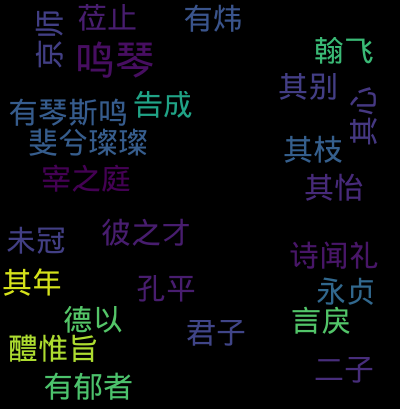 京师
莅止
有炜
鸣琴
翰飞
其别
告成
有琴斯鸣
其心
斐兮璨璨
其枝
宰之庭
其怡
未冠
彼之才
诗闻礼
其年
孔平
永贞
德以
君子
言戾
醴惟旨
二子
有郁者